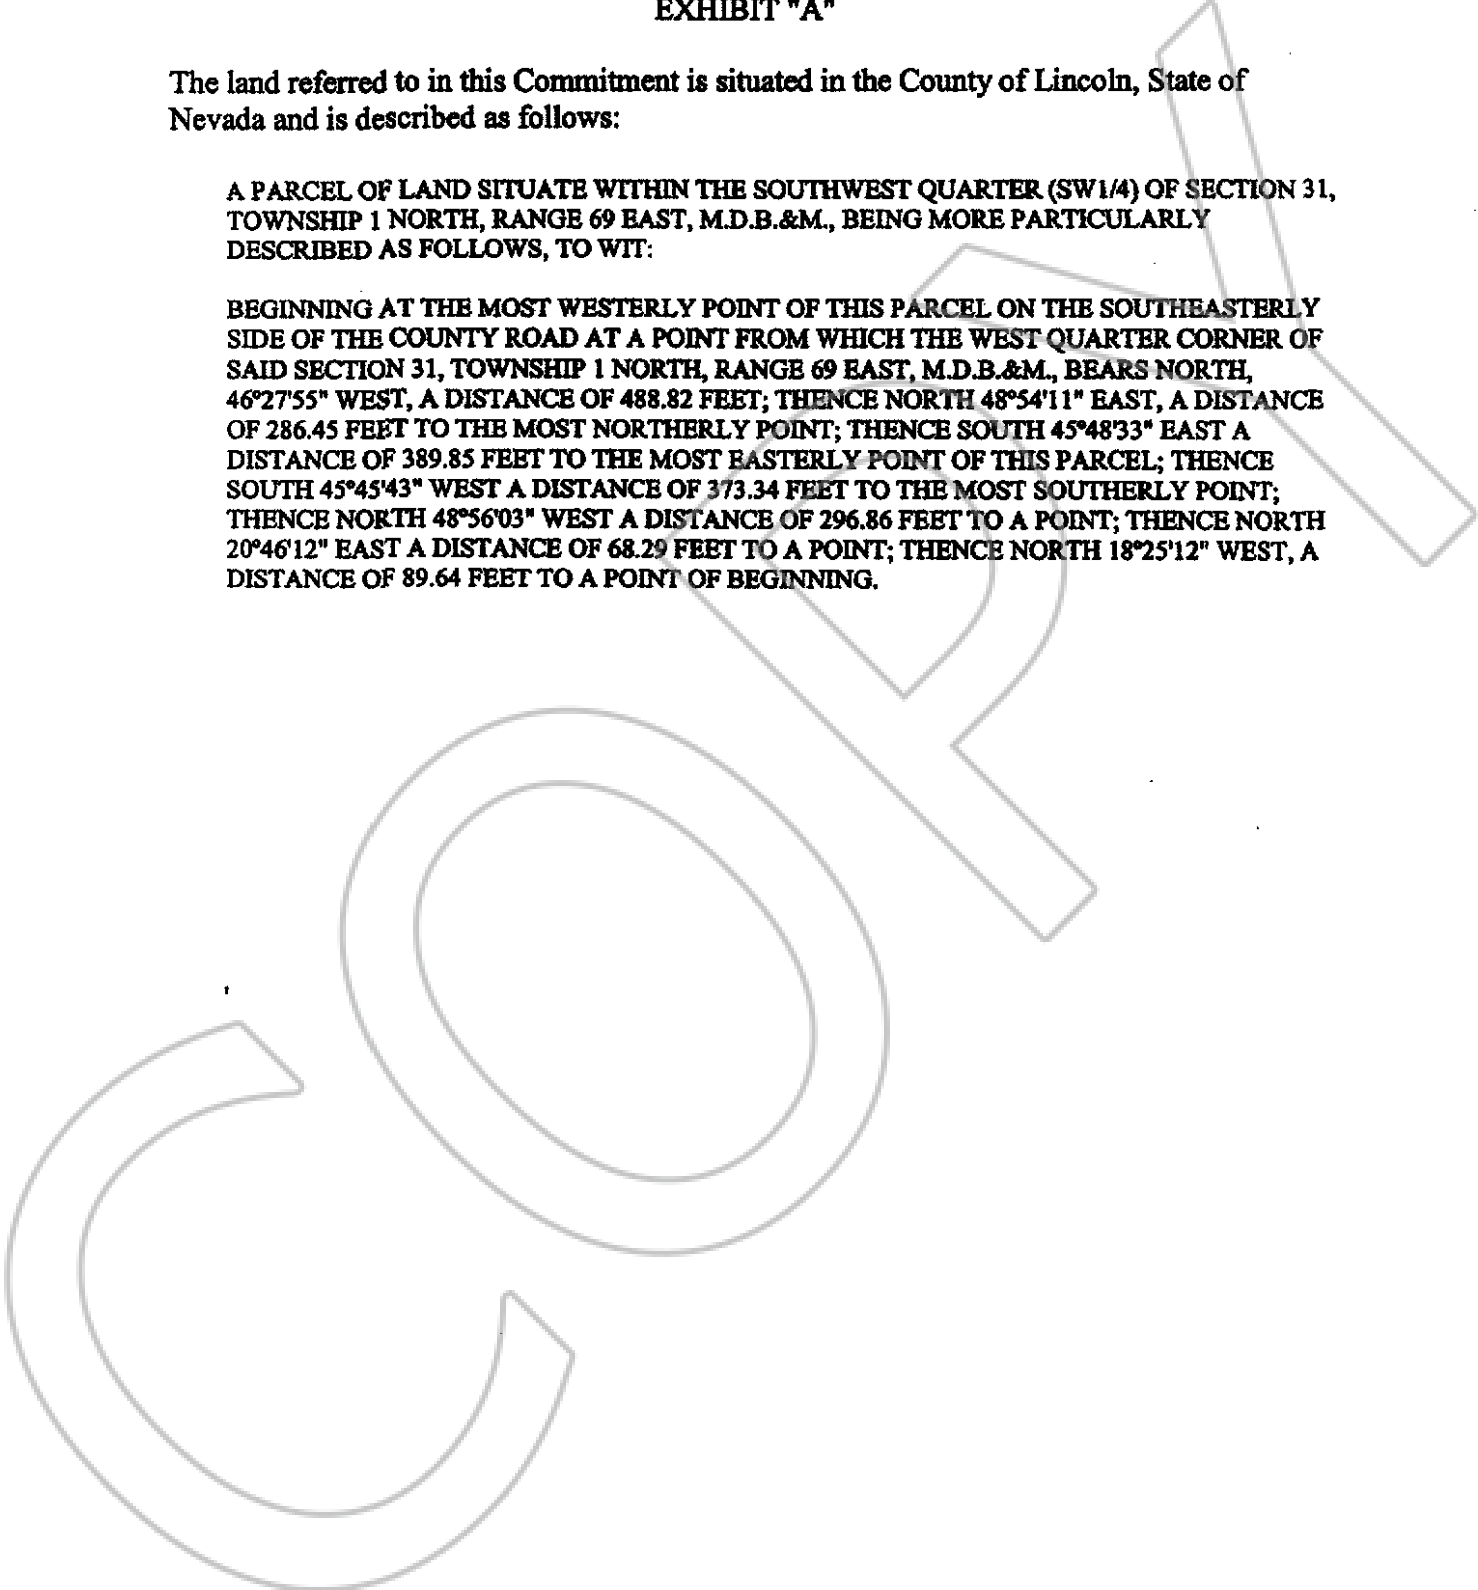 EXHIBIT "A"
The land referred to in this Commitment is situated in the County of Lincoln, State of
Nevada and is described as follows:
A PARCEL OF LAND SITUATE WITHIN THE SOUTHWEST QUARTER (SW1/4) OF SECTION 31,
TOWNSHIP 1 NORTH, RANGE 69 EAST, M.D.B.&M., BEING MORE PARTICULARLY
DESCRIBED AS FOLLOWS, TO WIT:
BEGINNING AT THE MOST WESTERLY POINT OF THIS PARCEL ON THE SOUTHEASTERLY
SIDE OF THE COUNTY ROAD AT A POINT FROM WHICH THE WEST QUARTER CORNER OF
SAID SECTION 31, TOWNSHIP 1 NORTH, RANGE 69 EAST, M.D.B.&M., BEARS NORTH,
46°27'55" WEST, A DISTANCE OF 488.82 FEET; THENCE NORTH 48°54'11" EAST, A DISTANCE
OF 286.45 FEET TO THE MOST NORTHERLY POINT; THENCE SOUTH 45°48'33" EAST A
DISTANCE OF 389.85 FEET TO THE MOST EASTERLY POINT OF THIS PARCEL; THENCE
SOUTH 45°45'43" WEST A DISTANCE OF 373.34 FEET TO THE MOST SOUTHERLY POINT;
THENCE NORTH 48°56'03" WEST A DISTANCE OF 296.86 FEET TO A POINT; THENCE NORTH
20°46'12" EAST A DISTANCE OF 68.29 FEET TO A POINT; THENCE NORTH 18°25'12" WEST, A
DISTANCE OF 89.64 FEET TO A POINT OF BEGINNING.
COPY